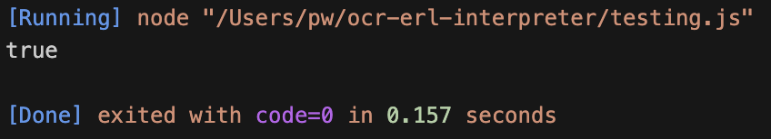 [Running] node "/Users/pw/ocr-erl-interpreter/testing.js"
true
[Done] exited with code=0 in 0.157 seconds